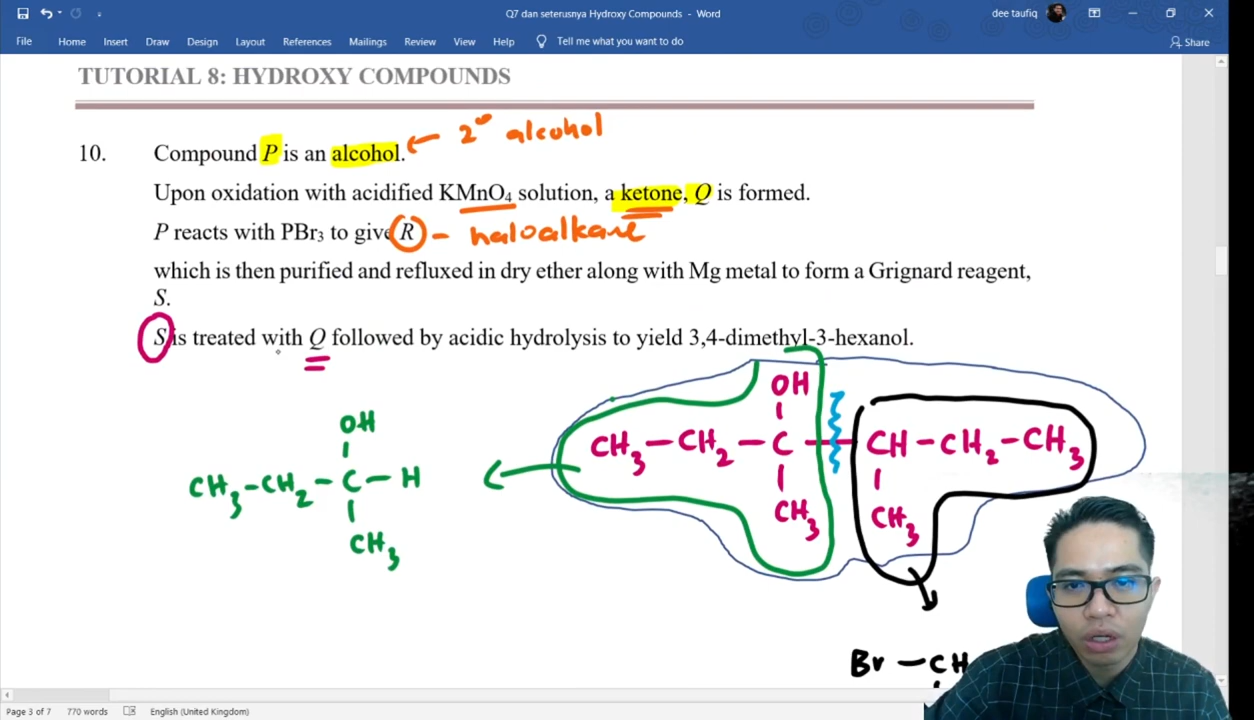 Q7 dan seterusnya Hydroxy Compounds - Word
dee taufiq
File Home Insert Draw Design Layout References Mailings Review View Help Tell me what you want to do Share
TUTORIAL 8: HYDROXY COMPOUNDS
2° alcohol
10. Compound P is an alcohol.
Upon oxidation with acidified KMnO₄ solution, a ketone, Q is formed.
P reacts with PBr₃ to give R – haloalkane
which is then purified and refluxed in dry ether along with Mg metal to form a Grignard reagent,
S.
S is treated with Q followed by acidic hydrolysis to yield 3,4-dimethyl-3-hexanol.
OH
CH₃–CH₂–C–CH–CH₂–CH₃
CH₃ CH₃
OH
CH₃–CH₂–C–H
CH₃
Br–CH
Page 3 of 7 770 words English (United Kingdom)